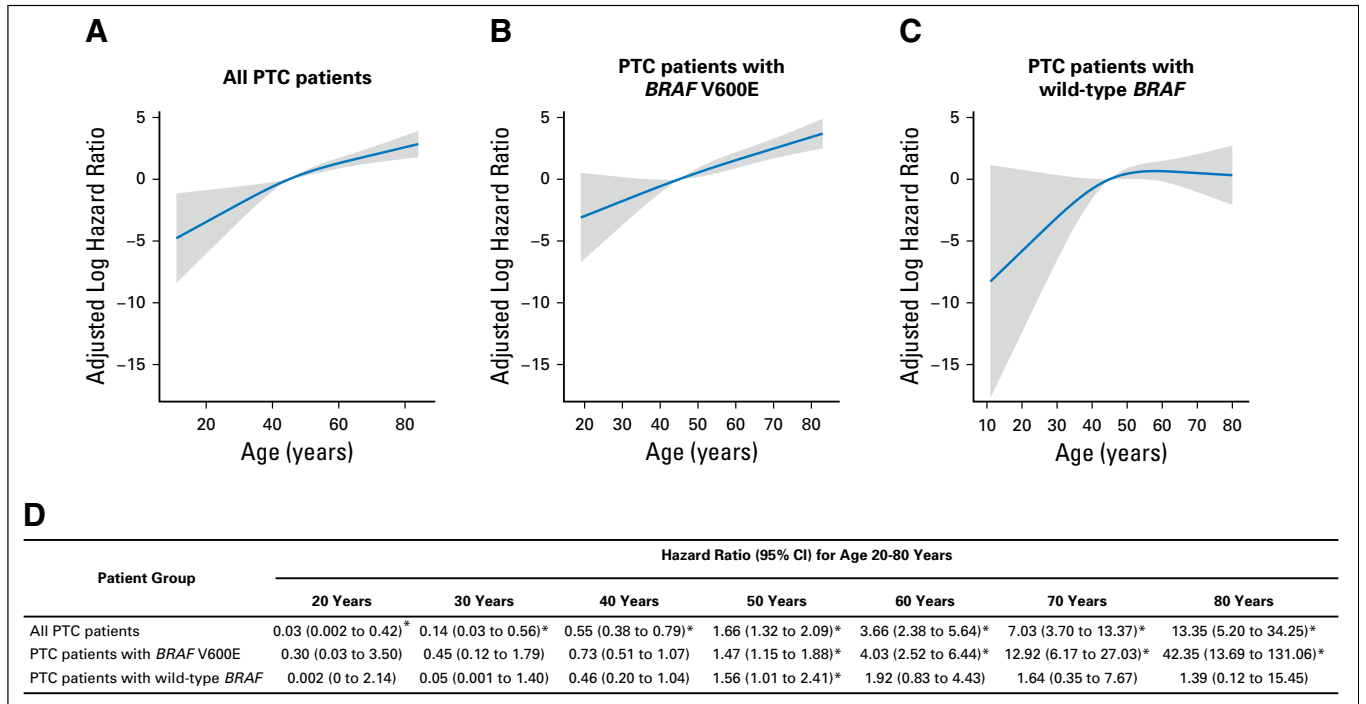 A
All PTC patients
Adjusted Log Hazard Ratio
5
0
−5
−10
−15
20 40 60 80
Age (years)
B
PTC patients with
BRAF V600E
Adjusted Log Hazard Ratio
5
0
−5
−10
−15
20 30 40 50 60 70 80
Age (years)
C
PTC patients with
wild-type BRAF
Adjusted Log Hazard Ratio
5
0
−5
−10
−15
10 20 30 40 50 60 70 80
Age (years)
D
Hazard Ratio (95% CI) for Age 20-80 Years
Patient Group
20 Years 30 Years 40 Years 50 Years 60 Years 70 Years 80 Years
All PTC patients 0.03 (0.002 to 0.42)* 0.14 (0.03 to 0.56)* 0.55 (0.38 to 0.79)* 1.66 (1.32 to 2.09)* 3.66 (2.38 to 5.64)* 7.03 (3.70 to 13.37)* 13.35 (5.20 to 34.25)*
PTC patients with BRAF V600E 0.30 (0.03 to 3.50) 0.45 (0.12 to 1.79) 0.73 (0.51 to 1.07) 1.47 (1.15 to 1.88)* 4.03 (2.52 to 6.44)* 12.92 (6.17 to 27.03)* 42.35 (13.69 to 131.06)*
PTC patients with wild-type BRAF 0.002 (0 to 2.14) 0.05 (0.001 to 1.40) 0.46 (0.20 to 1.04) 1.56 (1.01 to 2.41)* 1.92 (0.83 to 4.43) 1.64 (0.35 to 7.67) 1.39 (0.12 to 15.45)